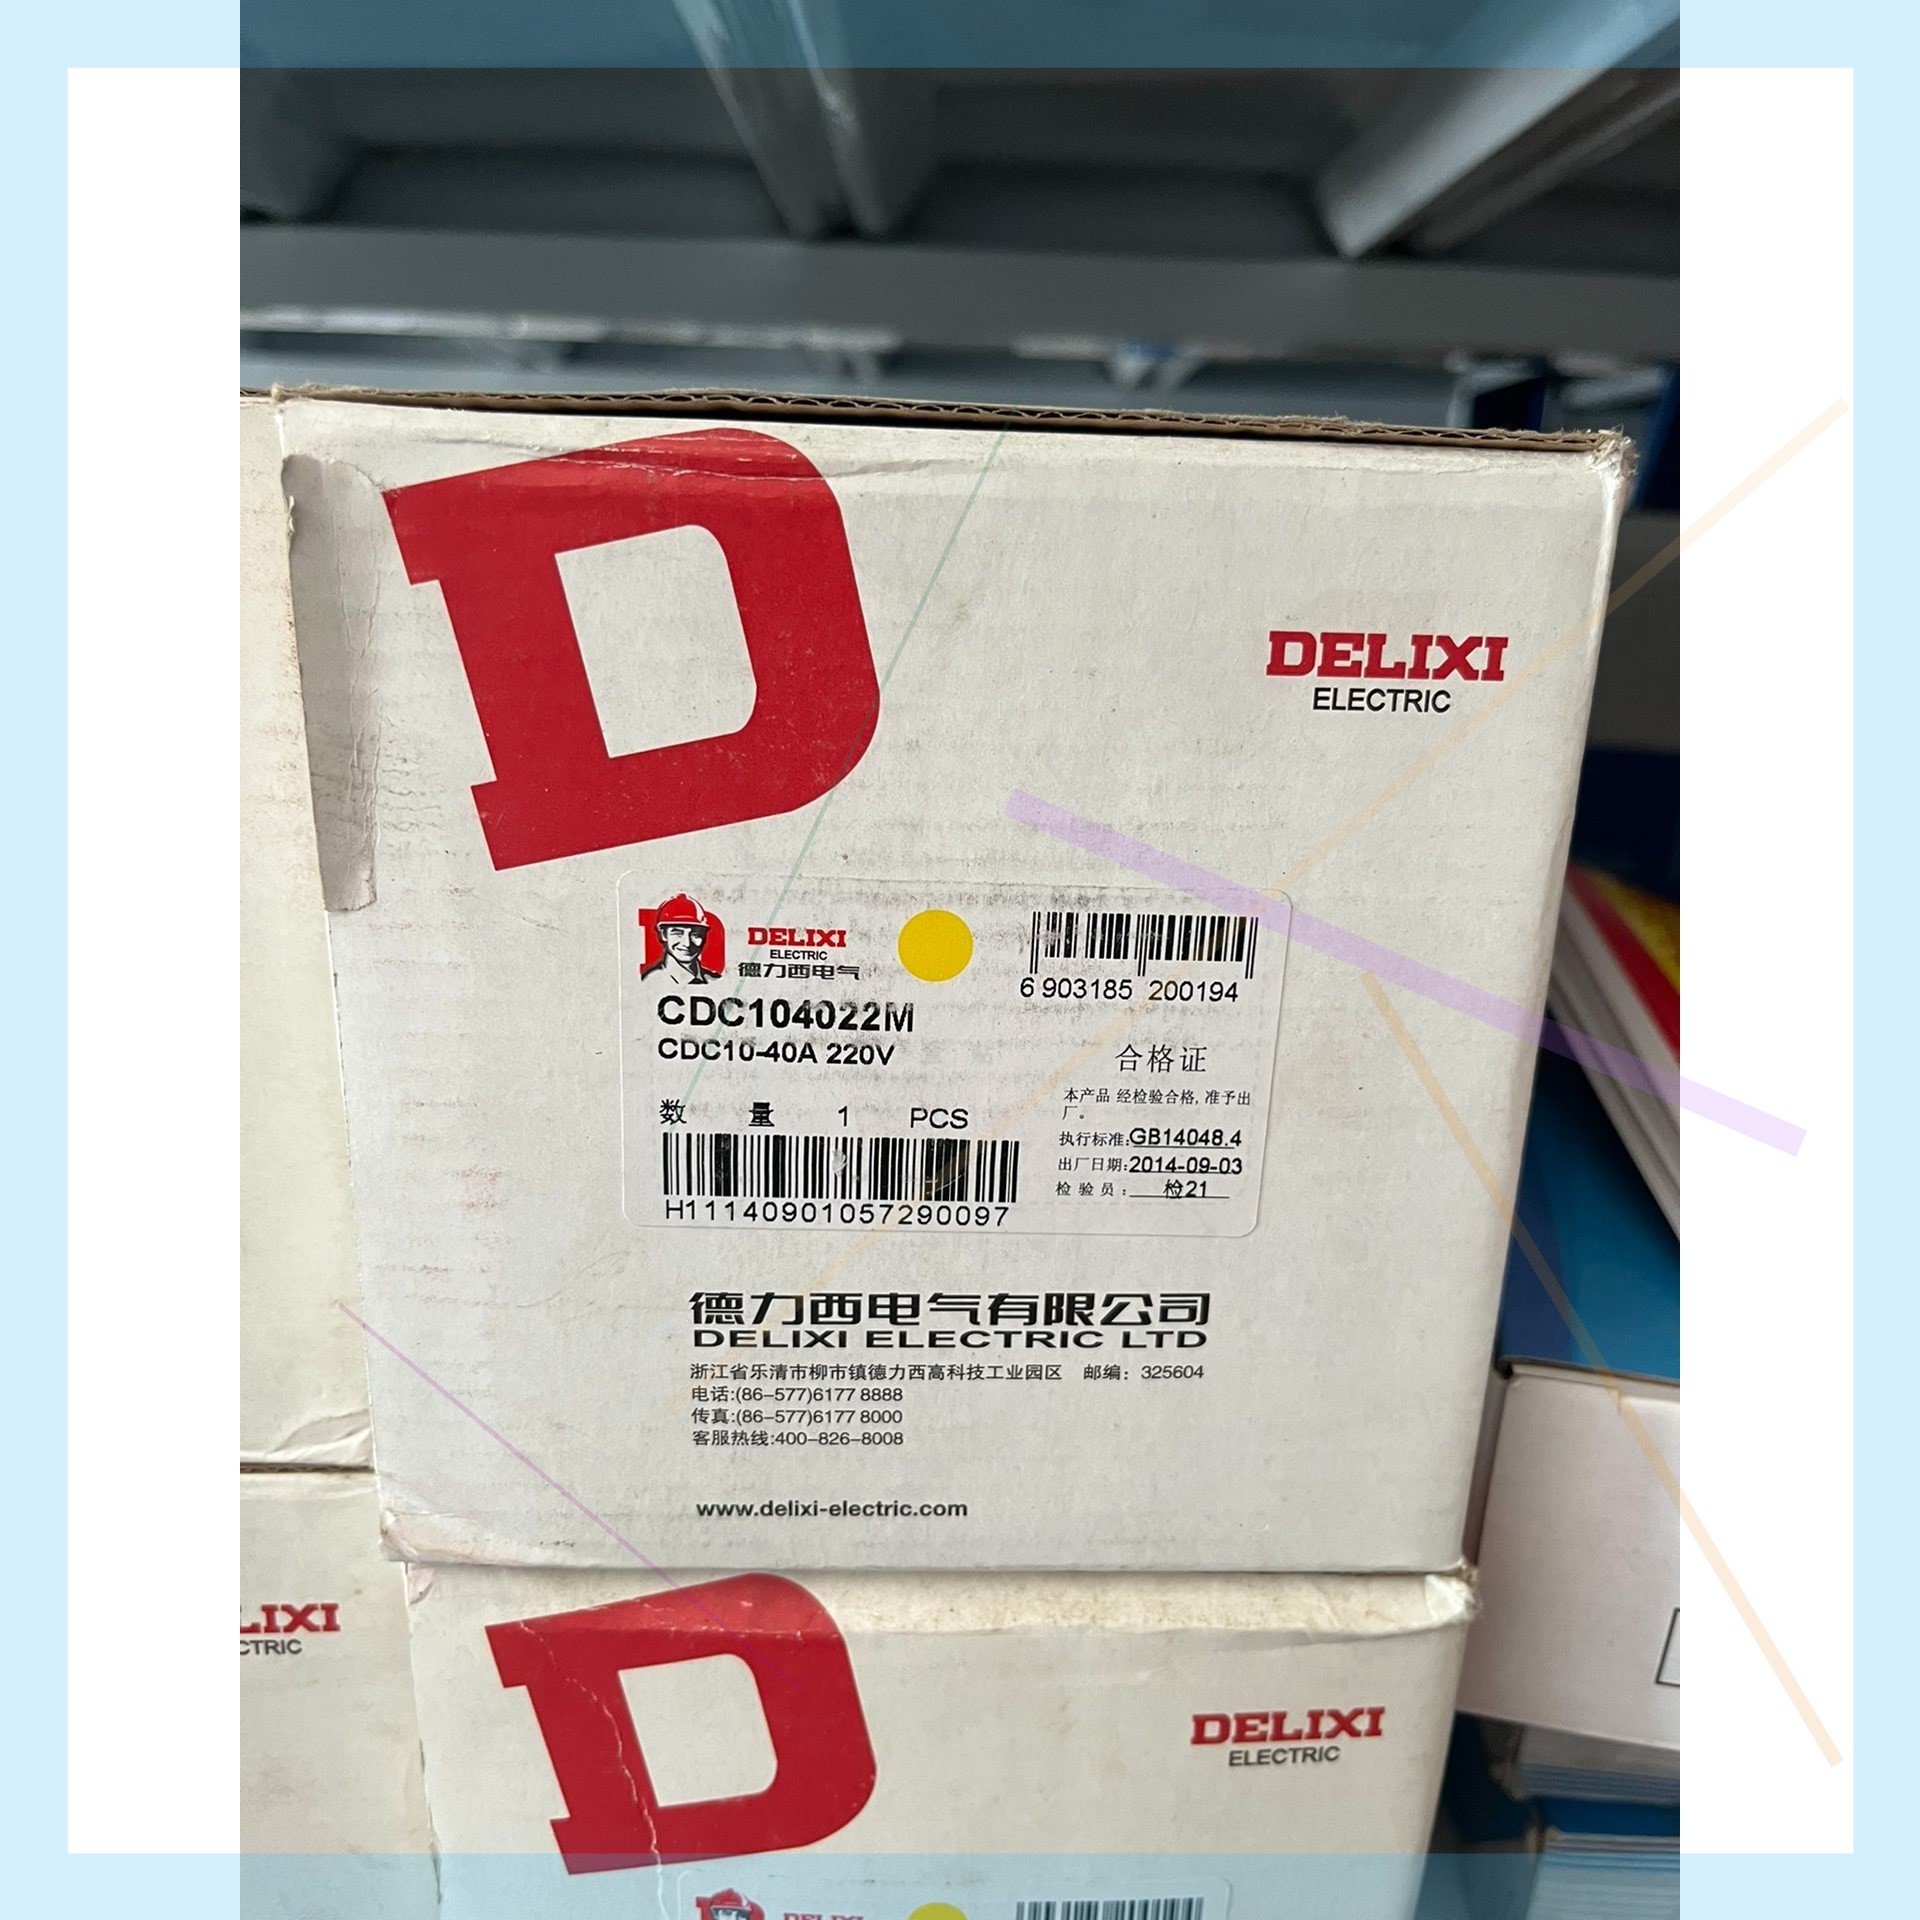 D
DELIXI
ELECTRIC
DELIXI
ELECTRIC
德力西电气
6 903185 200194
CDC104022M
CDC10-40A 220V
合格证
本产品 经检验合格, 准予出
厂。
数 量 1 PCS
执行标准:GB14048.4
出厂日期:2014-09-03
检 验 员: 检21
H111409010572 90097
德力西电气有限公司
DELIXI ELECTRIC LTD
浙江省乐清市柳市镇德力西高科技工业园区 邮编: 325604
电话:(86-577)6177 8888
传真:(86-577)6177 8000
客服热线:400-826-8008
www.delixi-electric.com
LIXI
CTRIC
D
DELIXI
ELECTRIC
DELIXI